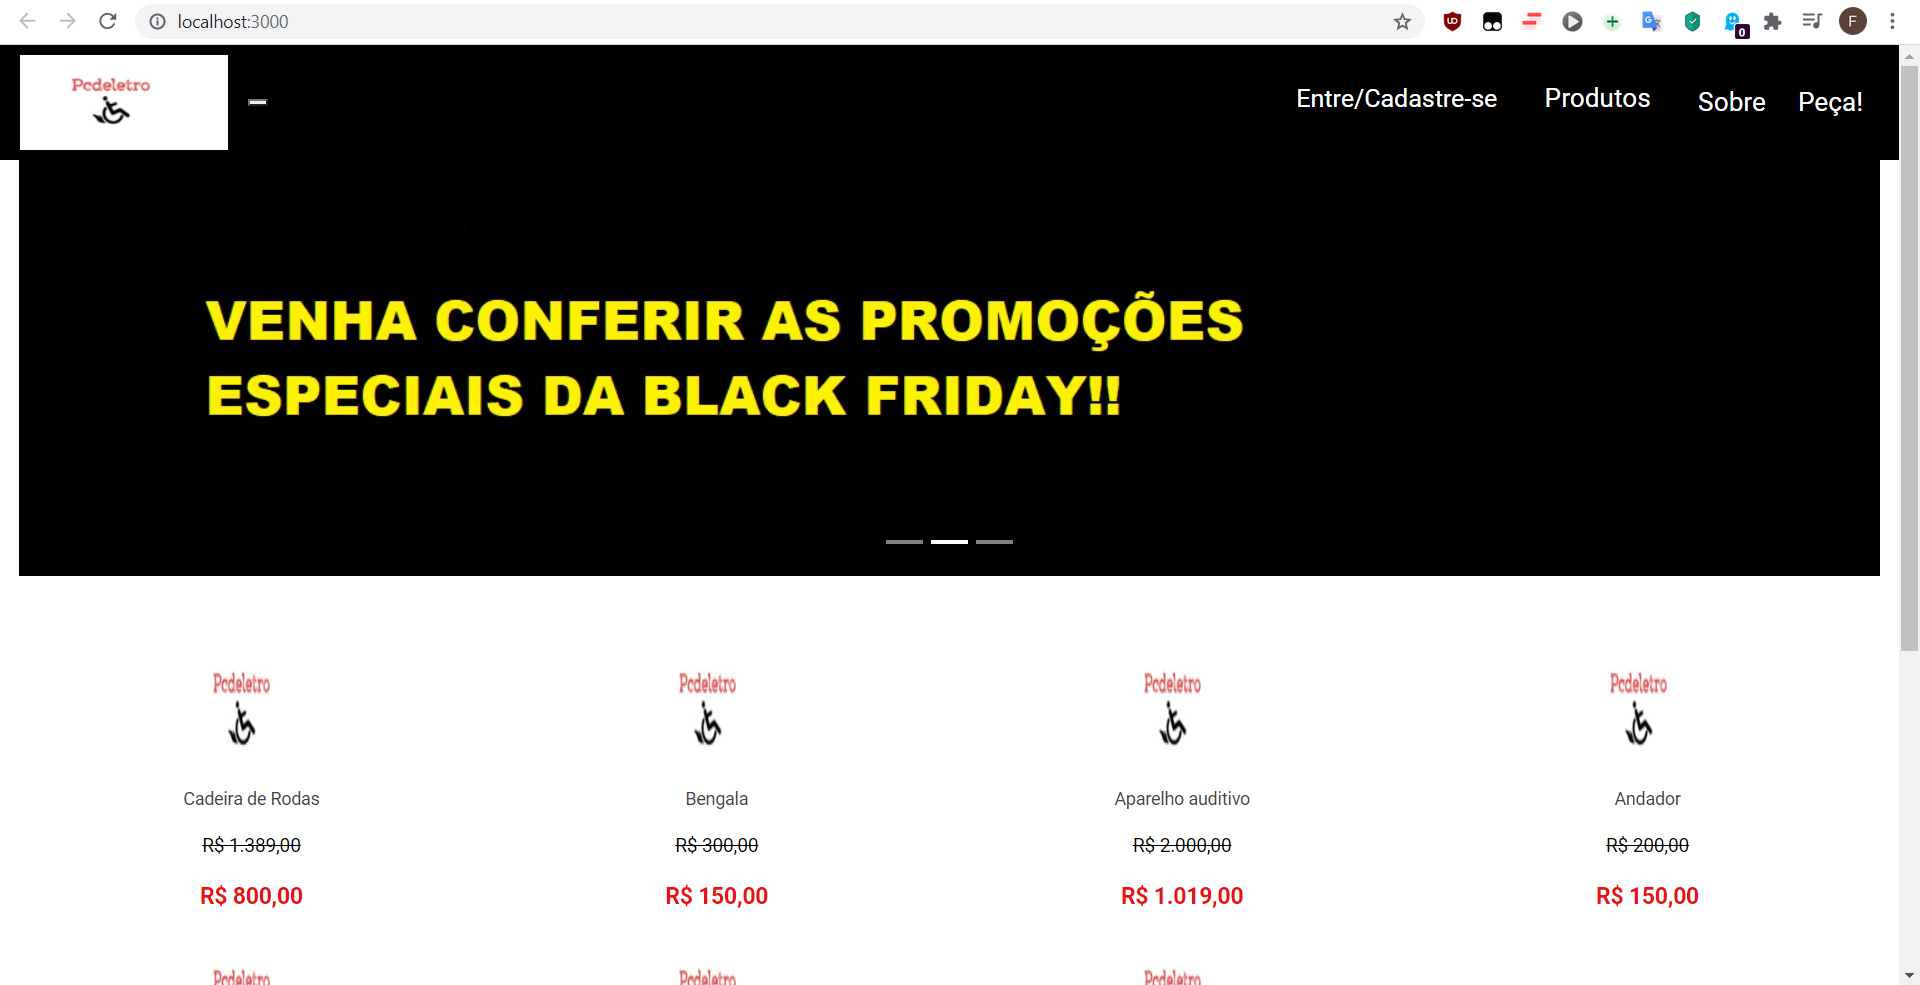 localhost:3000
0
F
Pcdeletro
Entre/Cadastre-se
Produtos
Sobre
Peça!
VENHA CONFERIR AS PROMOÇÕES
ESPECIAIS DA BLACK FRIDAY!!
Pcdeletro
Pcdeletro
Pcdeletro
Pcdeletro
Cadeira de Rodas
Bengala
Aparelho auditivo
Andador
R$ 1.389,00
R$ 300,00
R$ 2.000,00
R$ 200,00
R$ 800,00
R$ 150,00
R$ 1.019,00
R$ 150,00
Pcdeletro
Pcdeletro
Pcdeletro